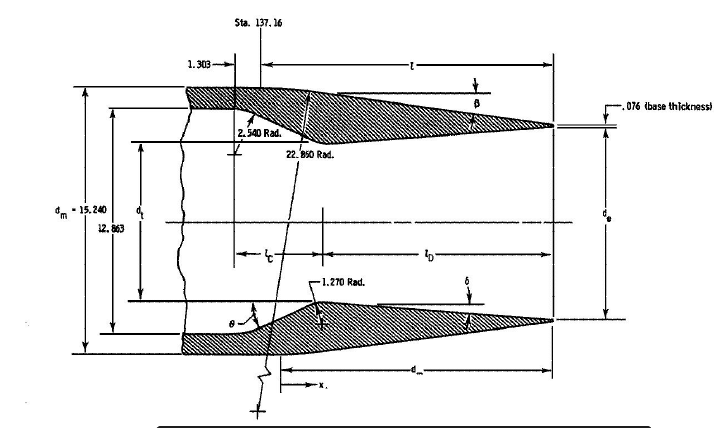 Sta. 137.16
1.303
l
β
.076 (base thickness)
2.540 Rad.
22.860 Rad.
d_m = 15.240
12.863
d_t
d_e
l_C
l_D
1.270 Rad.
δ
θ
d_m
x.